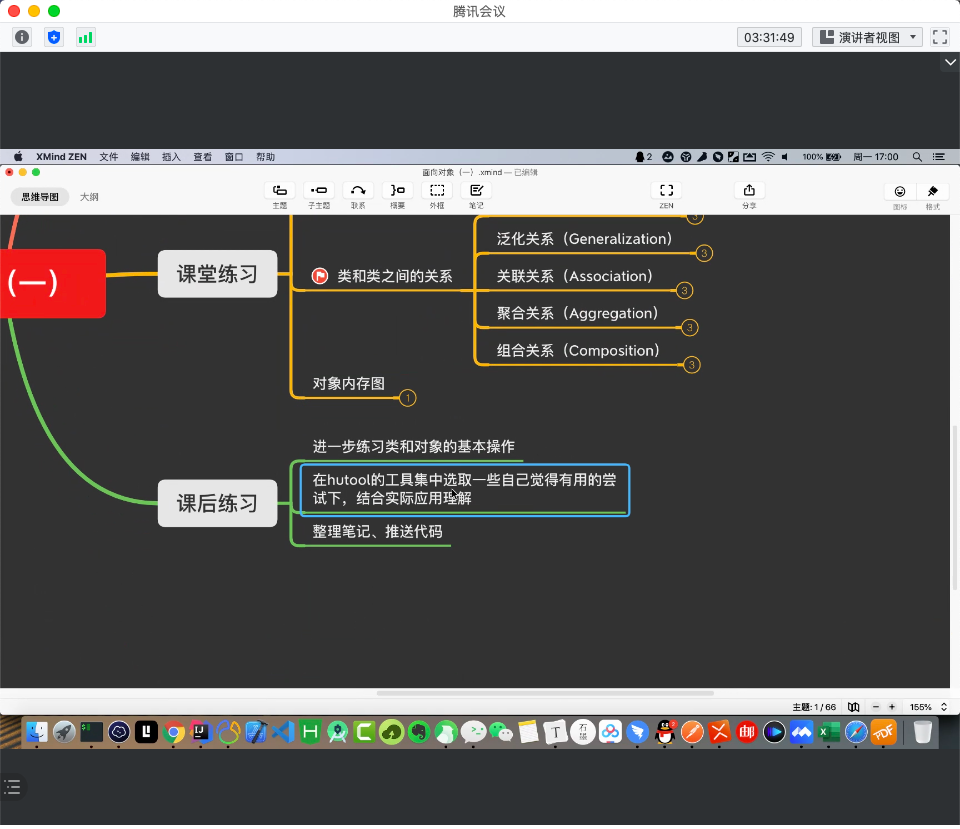 腾讯会议
03:31:49
演讲者视图
XMind ZEN 文件 编辑 插入 查看 窗口 帮助
2
100%
周一 17:00
面向对象（一）.xmind — 已编辑
思维导图
大纲
主题
子主题
联系
概要
外框
笔记
ZEN
分享
图标
格式
3
泛化关系（Generalization）
3
（一）
课堂练习
类和类之间的关系
关联关系（Association）
3
聚合关系（Aggregation）
3
组合关系（Composition）
3
对象内存图
1
进一步练习类和对象的基本操作
课后练习
在hutool的工具集中选取一些自己觉得有用的尝
试下，结合实际应用理解
整理笔记、推送代码
主题: 1 / 66
155%